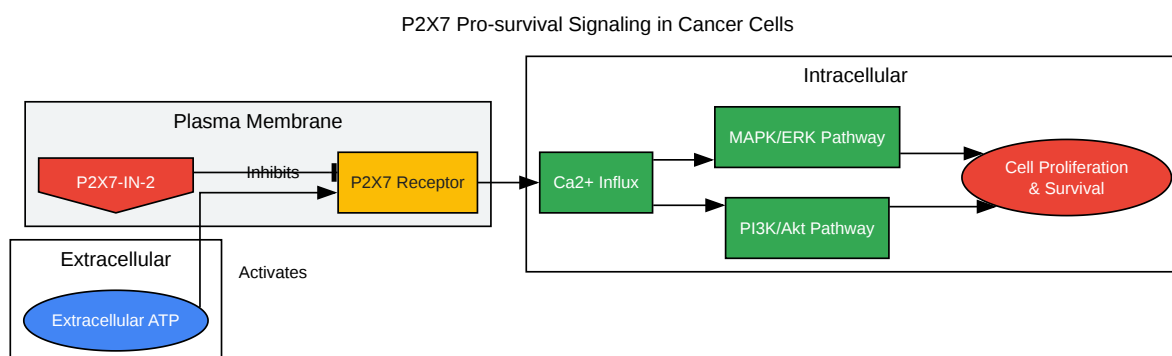 P2X7 Pro-survival Signaling in Cancer Cells
Intracellular
Plasma Membrane
P2X7-IN-2
Inhibits
P2X7 Receptor
Ca2+ Influx
MAPK/ERK Pathway
PI3K/Akt Pathway
Cell Proliferation
& Survival
Extracellular
Activates
Extracellular ATP